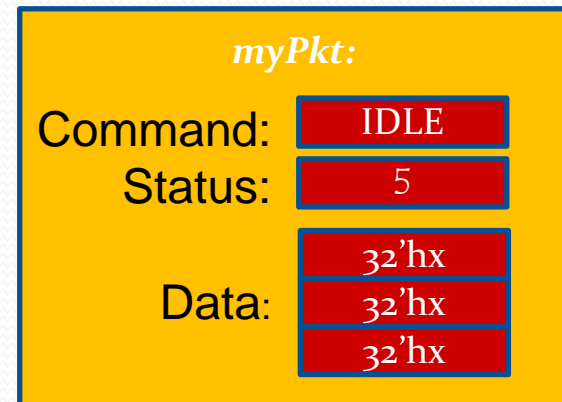 myPkt:
Command: IDLE
Status: 5
32'hx
Data: 32'hx
32'hx